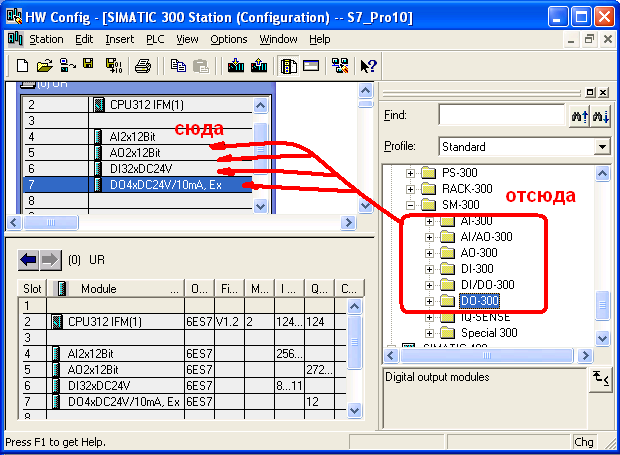 HW Config - [SIMATIC 300 Station (Configuration) -- S7_Pro10]
Station Edit Insert PLC View Options Window Help
(0) UR
2 CPU312 IFM(1)
3
4 AI2x12Bit
5 AO2x12Bit
6 DI32xDC24V
7 DO4xDC24V/10mA, Ex
8
9
сюда
Find:
Profile: Standard
PS-300
RACK-300
SM-300
отсюда
AI-300
AI/AO-300
AO-300
DI-300
DI/DO-300
DO-300
IQ-SENSE
Special 300
SIMATIC 400
(0) UR
Slot Module ... O... Fi... M... I ... Q... C...
1
2 CPU312 IFM(1) 6ES7 V1.2 2 124... 124
3
4 AI2x12Bit 6ES7 256...
5 AO2x12Bit 6ES7 272...
6 DI32xDC24V 6ES7 8...11
7 DO4xDC24V/10mA, Ex 6ES7 12
8
Digital output modules
Press F1 to get Help.
Chg